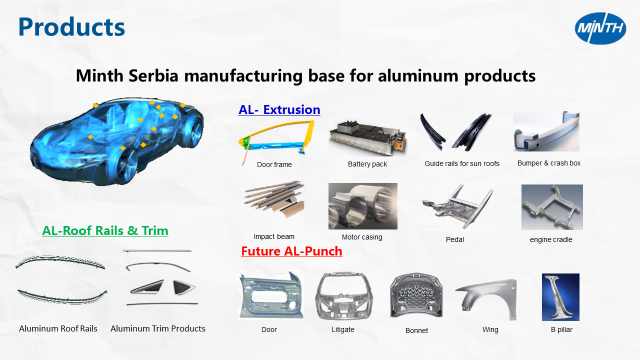 Products
MINTH
Minth Serbia manufacturing base for aluminum products
AL- Extrusion
Door frame
Battery pack
Guide rails for sun roofs
Bumper & crash box
Impact beam
Motor casing
Pedal
engine cradle
AL-Roof Rails & Trim
Aluminum Roof Rails
Aluminum Trim Products
Future AL-Punch
Door
Litigate
Bonnet
Wing
B pillar